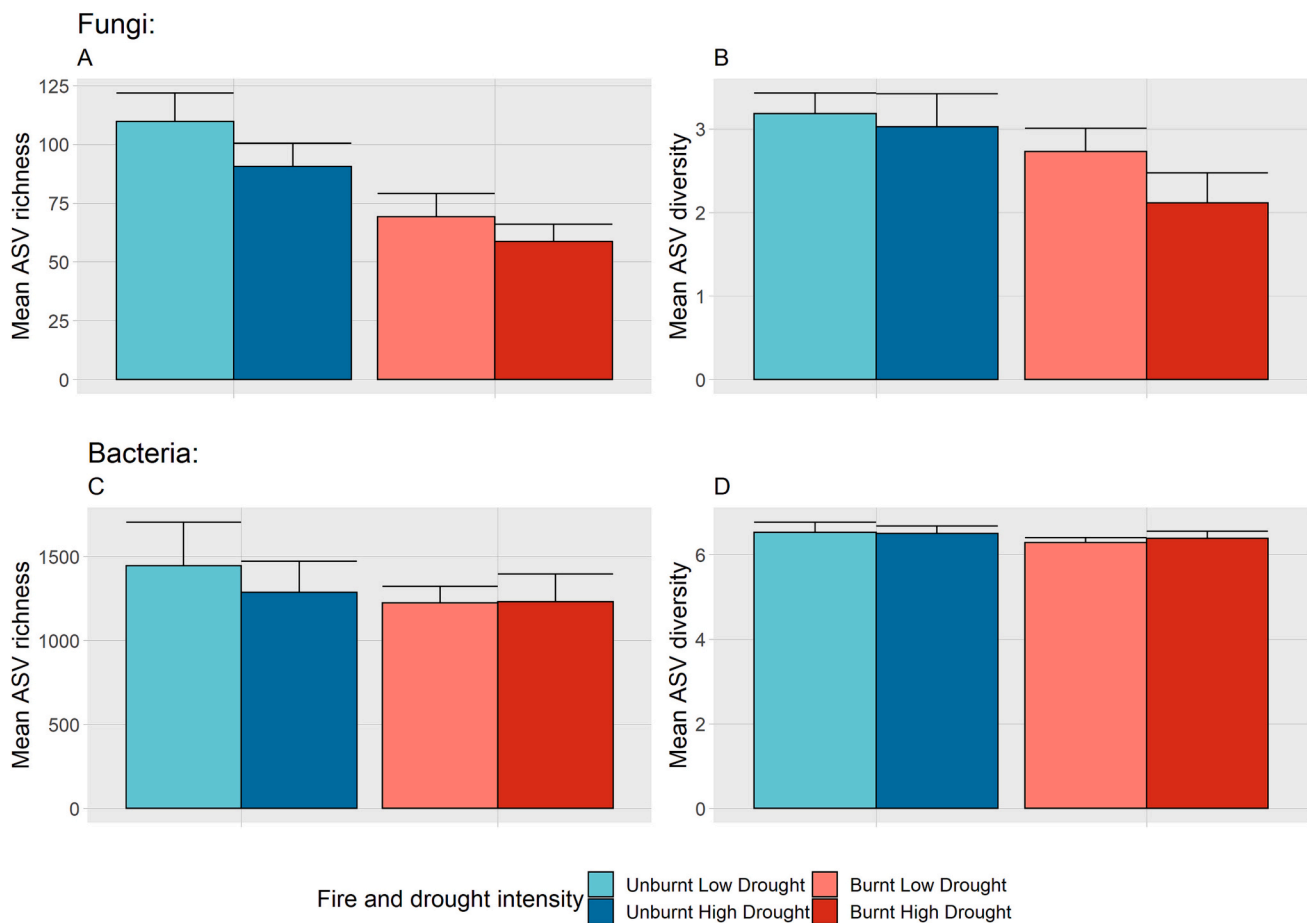 Fungi:
A
B
125
100
75
50
25
0
Mean ASV richness
3
2
1
0
Mean ASV diversity
Bacteria:
C
D
1500
1000
500
0
Mean ASV richness
6
4
2
0
Mean ASV diversity
Fire and drought intensity
Unburnt Low Drought
Burnt Low Drought
Unburnt High Drought
Burnt High Drought